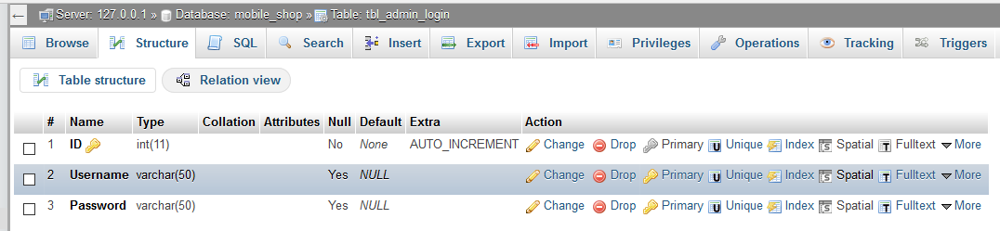 Server: 127.0.0.1 » Database: mobile_shop » Table: tbl_admin_login
Browse Structure SQL Search Insert Export Import Privileges Operations Tracking Triggers
Table structure Relation view
# Name Type Collation Attributes Null Default Extra Action
1 ID int(11) No None AUTO_INCREMENT Change Drop Primary Unique Index Spatial Fulltext More
2 Username varchar(50) Yes NULL Change Drop Primary Unique Index Spatial Fulltext More
3 Password varchar(50) Yes NULL Change Drop Primary Unique Index Spatial Fulltext More